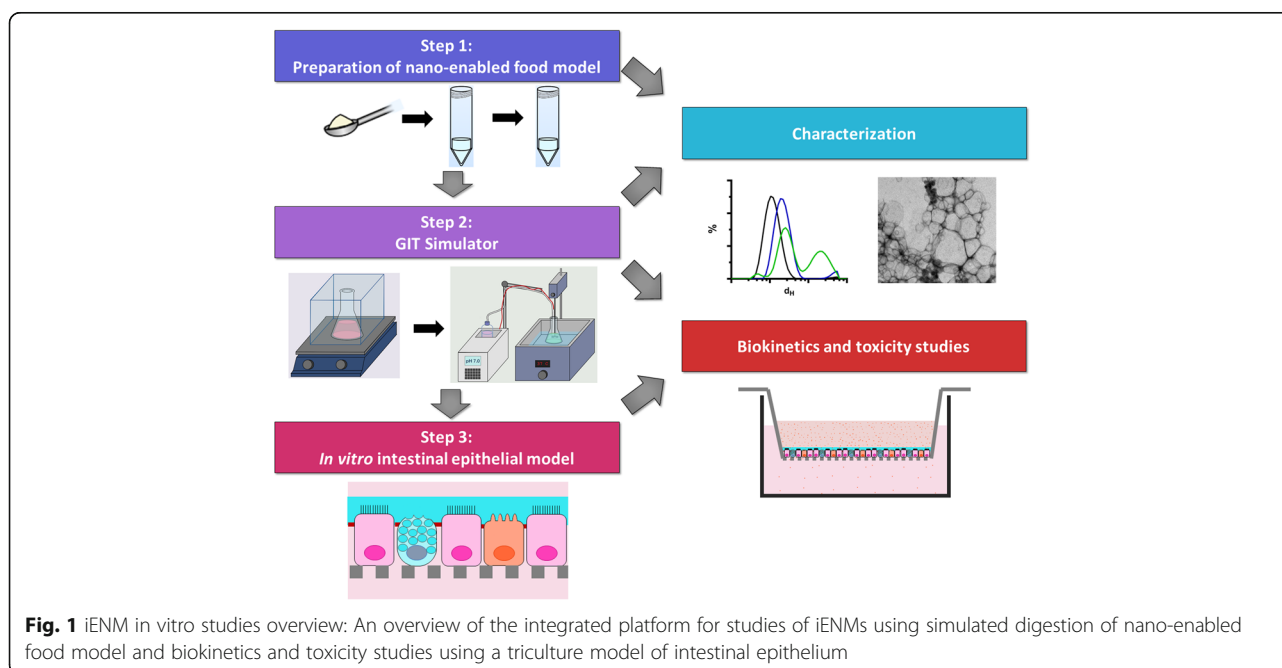 Step 1:
Preparation of nano-enabled food model
Characterization
%
dH
Step 2:
GIT Simulator
pH 7.0
Biokinetics and toxicity studies
Step 3:
In vitro intestinal epithelial model
Fig. 1 iENM in vitro studies overview: An overview of the integrated platform for studies of iENMs using simulated digestion of nano-enabled
food model and biokinetics and toxicity studies using a triculture model of intestinal epithelium